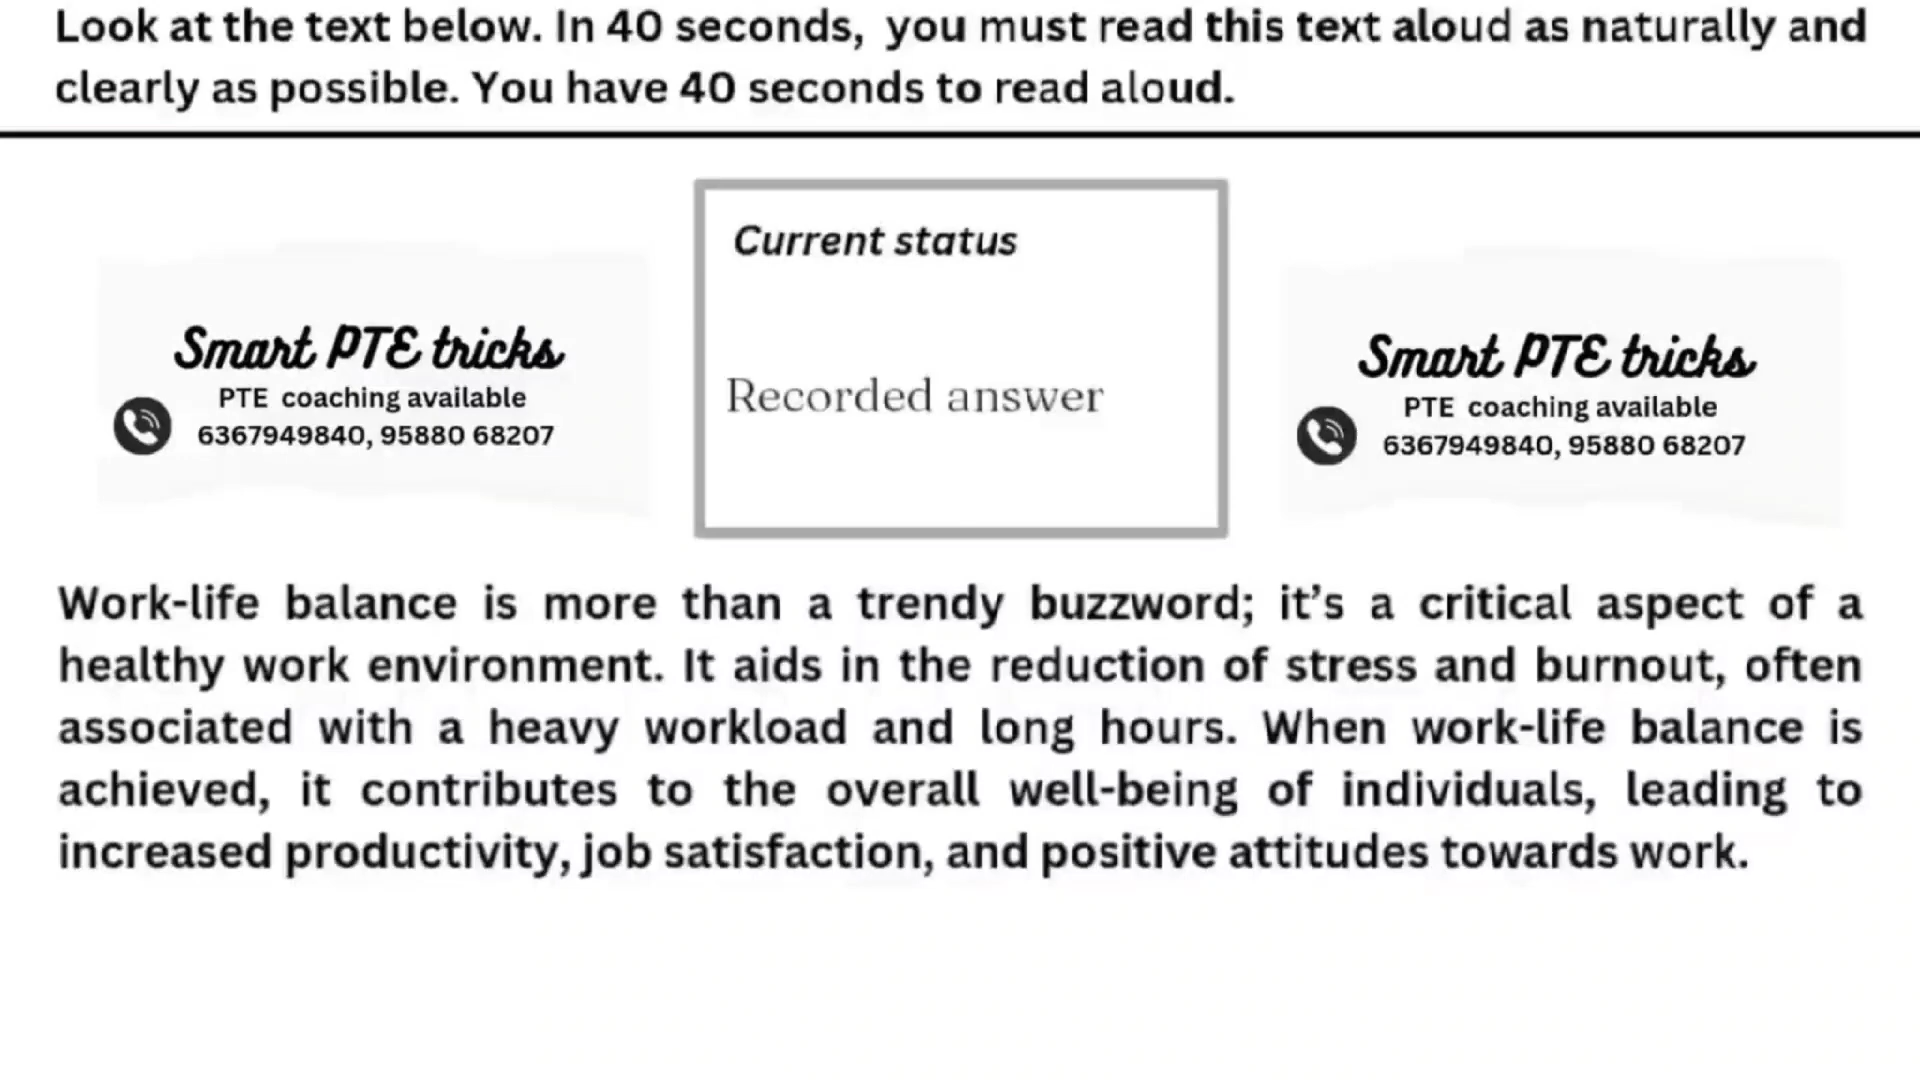 Look at the text below. In 40 seconds, you must read this text aloud as naturally and
clearly as possible. You have 40 seconds to read aloud.
Current status
Recorded answer
Smart PTE tricks
PTE coaching available
6367949840, 95880 68207
Smart PTE tricks
PTE coaching available
6367949840, 95880 68207
Work-life balance is more than a trendy buzzword; it’s a critical aspect of a
healthy work environment. It aids in the reduction of stress and burnout, often
associated with a heavy workload and long hours. When work-life balance is
achieved, it contributes to the overall well-being of individuals, leading to
increased productivity, job satisfaction, and positive attitudes towards work.